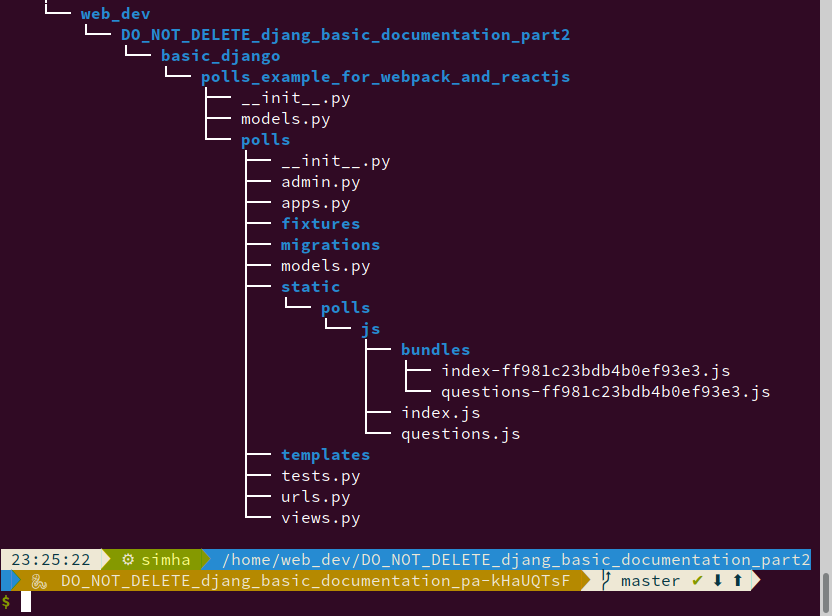 web_dev
DO_NOT_DELETE_djang_basic_documentation_part2
basic_django
polls_example_for_webpack_and_reactjs
__init__.py
models.py
polls
__init__.py
admin.py
apps.py
fixtures
migrations
models.py
static
polls
js
bundles
index-ff981c23bdb4b0ef93e3.js
questions-ff981c23bdb4b0ef93e3.js
index.js
questions.js
templates
tests.py
urls.py
views.py
23:25:22 simha /home/web_dev/DO_NOT_DELETE_djang_basic_documentation_part2
DO_NOT_DELETE_djang_basic_documentation_pa-kHaUQTsF master ✔ ⬇ ⬆
$